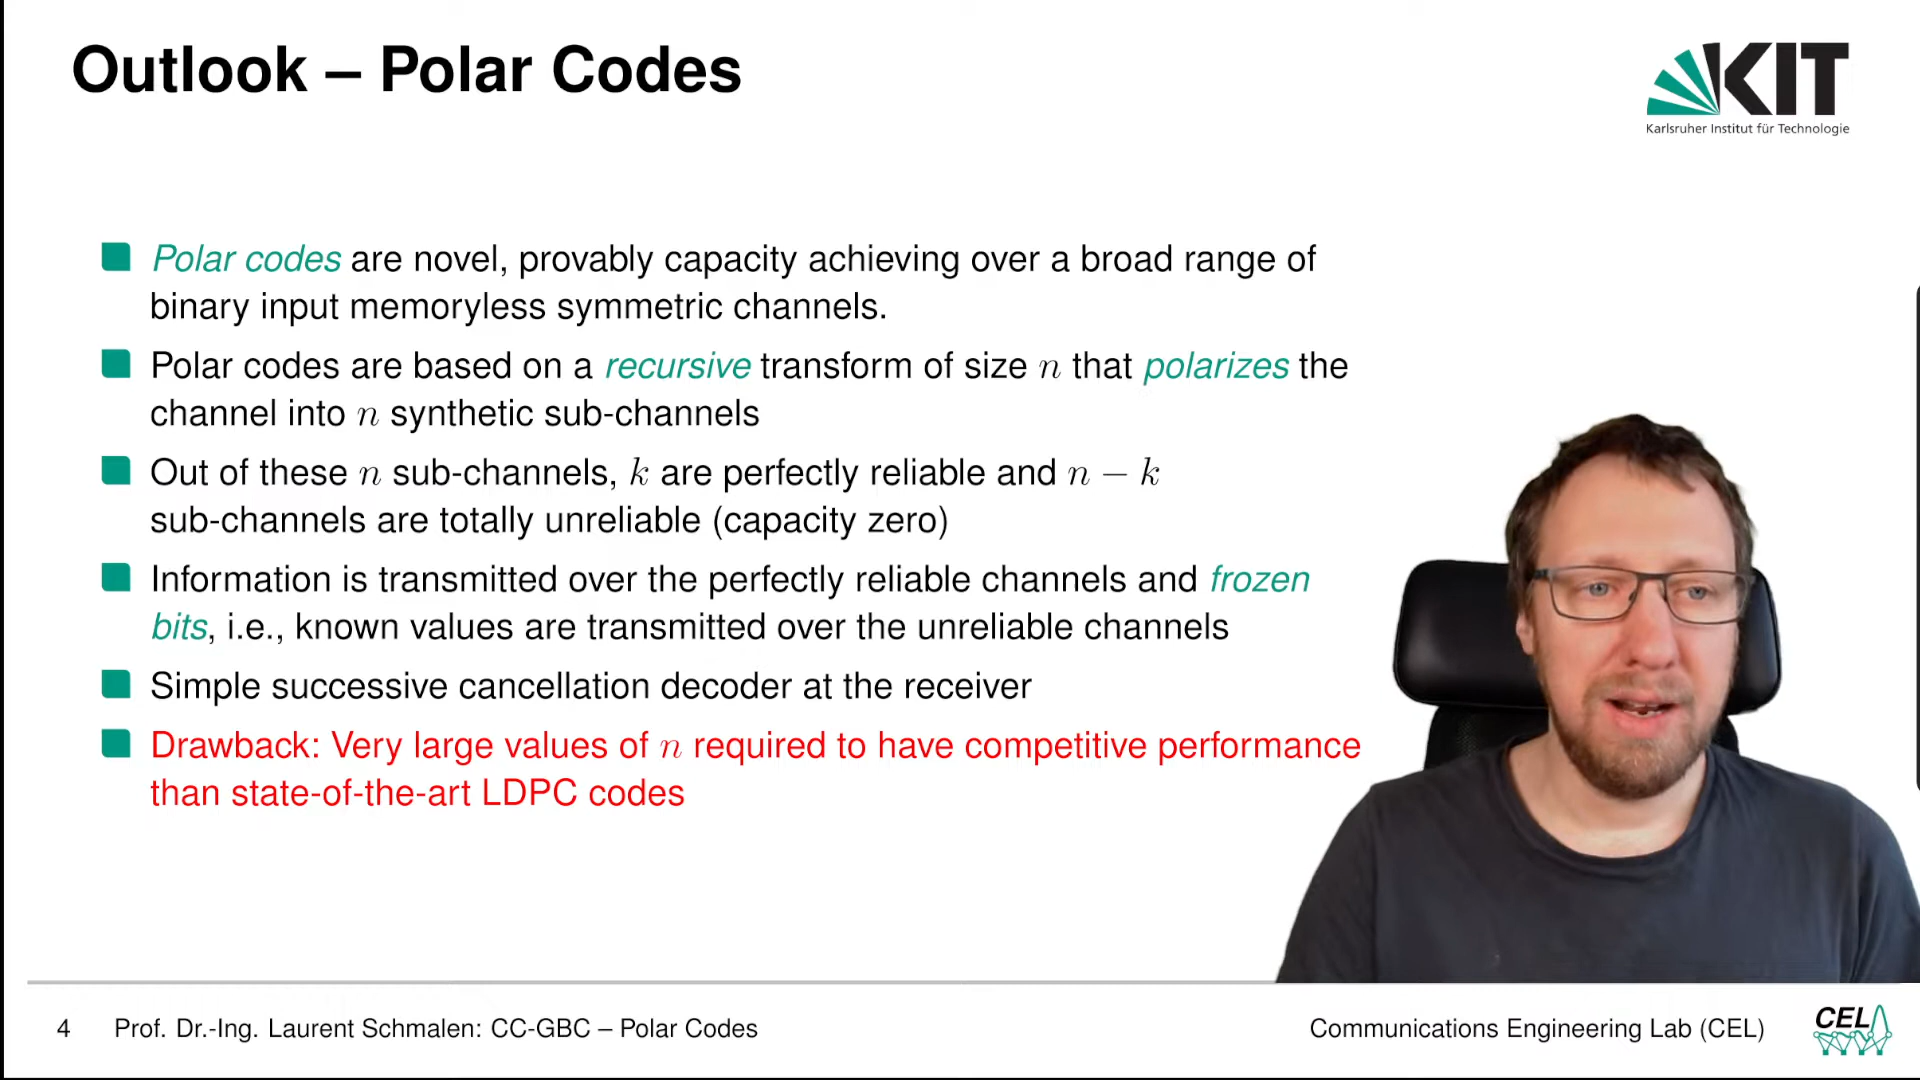 Outlook – Polar Codes
KIT
Karlsruher Institut für Technologie
Polar codes are novel, provably capacity achieving over a broad range of
binary input memoryless symmetric channels.
Polar codes are based on a recursive transform of size n that polarizes the
channel into n synthetic sub-channels
Out of these n sub-channels, k are perfectly reliable and n − k
sub-channels are totally unreliable (capacity zero)
Information is transmitted over the perfectly reliable channels and frozen
bits, i.e., known values are transmitted over the unreliable channels
Simple successive cancellation decoder at the receiver
Drawback: Very large values of n required to have competitive performance
than state-of-the-art LDPC codes
4 Prof. Dr.-Ing. Laurent Schmalen: CC-GBC – Polar Codes
Communications Engineering Lab (CEL)
CEL